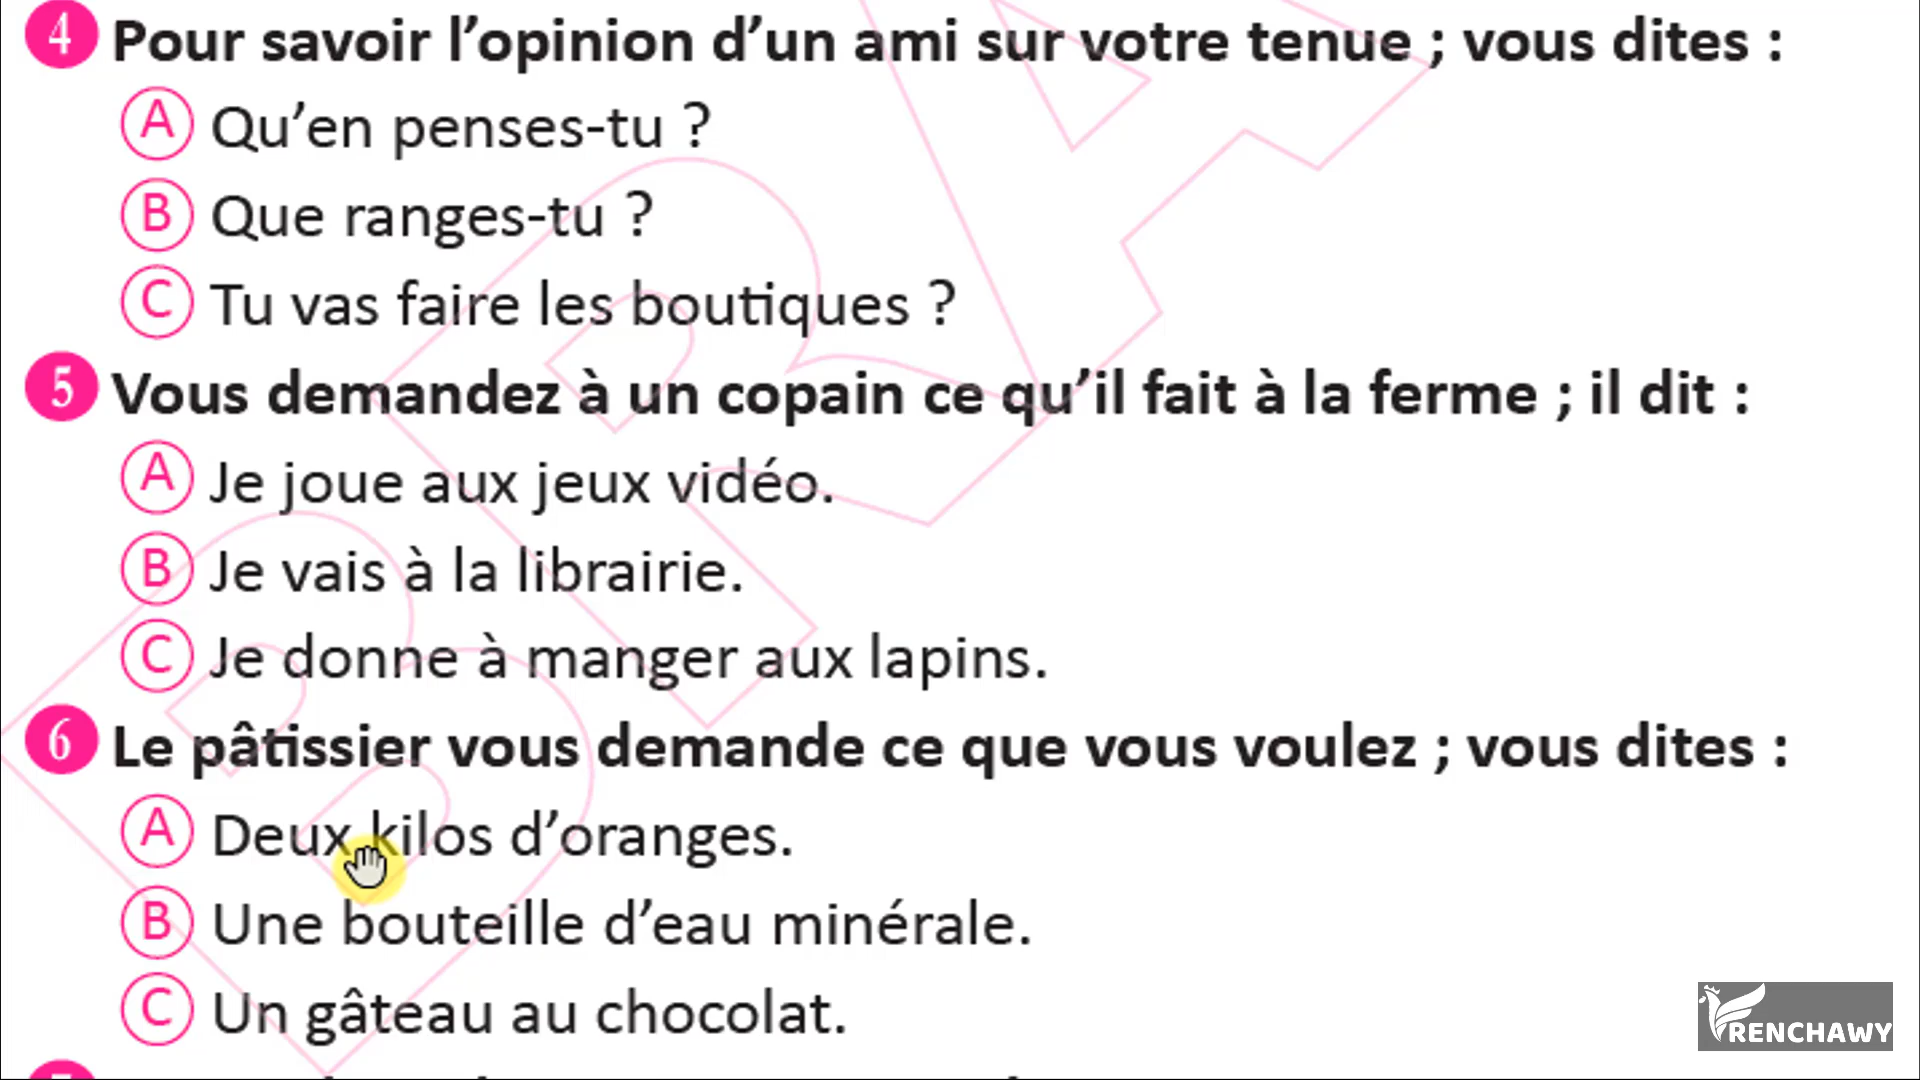 4 Pour savoir l’opinion d’un ami sur votre tenue ; vous dites :
A Qu’en penses-tu ?
B Que ranges-tu ?
C Tu vas faire les boutiques ?
5 Vous demandez à un copain ce qu’il fait à la ferme ; il dit :
A Je joue aux jeux vidéo.
B Je vais à la librairie.
C Je donne à manger aux lapins.
6 Le pâtissier vous demande ce que vous voulez ; vous dites :
A Deux kilos d’oranges.
B Une bouteille d’eau minérale.
C Un gâteau au chocolat.
FRENCHAWY